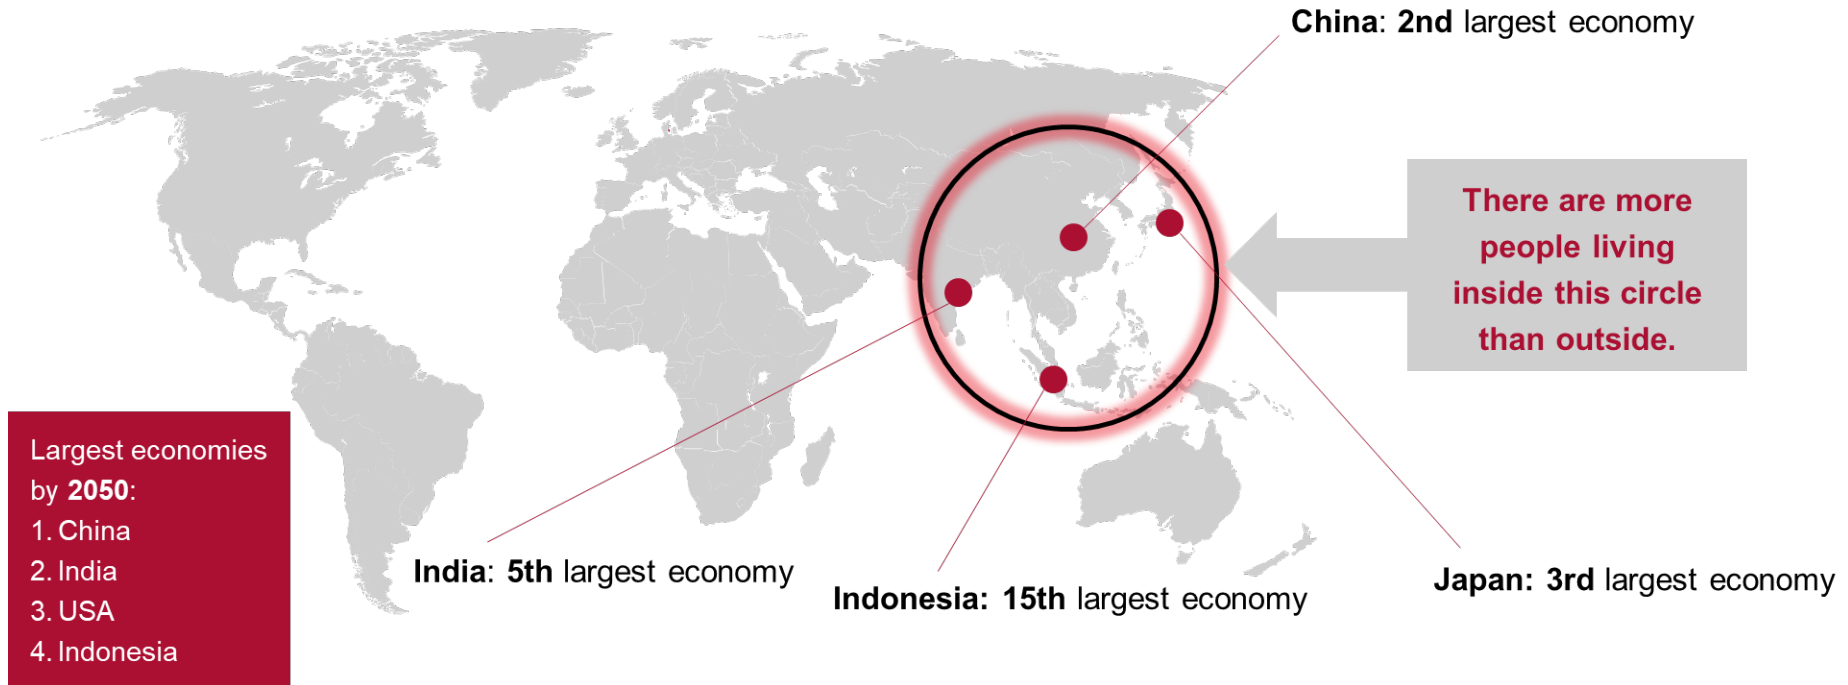 China: 2nd largest economy
There are more
people living
inside this circle
than outside.
Largest economies
by 2050:
1. China
2. India
3. USA
4. Indonesia
India: 5th largest economy
Indonesia: 15th largest economy
Japan: 3rd largest economy